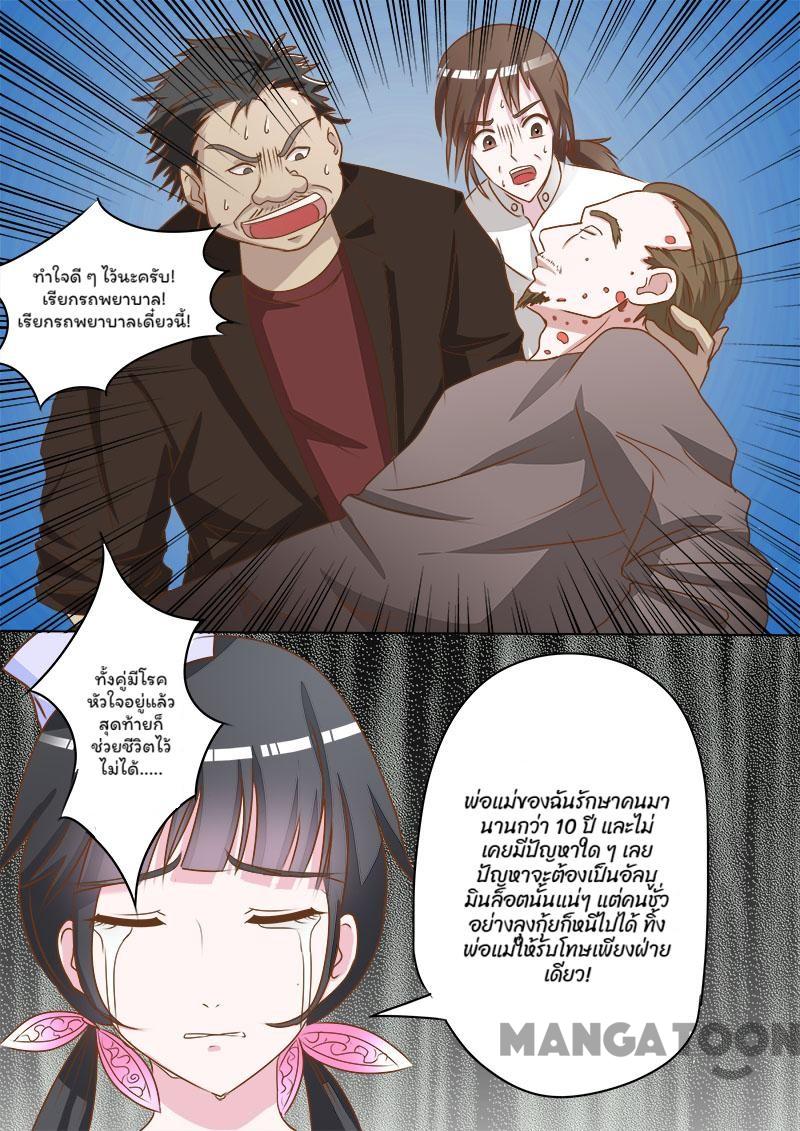 ทำใจดี ๆ ไว้นะครับ!
เรียกรถพยาบาล!
เรียกรถพยาบาลเดี๋ยวนี้!
ทั้งคู่มีโรค
หัวใจอยู่แล้ว
สุดท้ายก็
ช่วยชีวิตไว้
ไม่ได้.....
พ่อแม่ของฉันรักษาคนมา
นานกว่า 10 ปี และไม่
เคยมีปัญหาใด ๆ เลย
ปัญหาจะต้องเป็นอัลบู
มินล็อตนั้นแน่ๆ แต่คนชั่ว
อย่างลุงกุ้ยก็หนีไปได้ ทิ้ง
พ่อแม่ให้รับโทษเพียงฝ่าย
เดียว!
MANGATOON